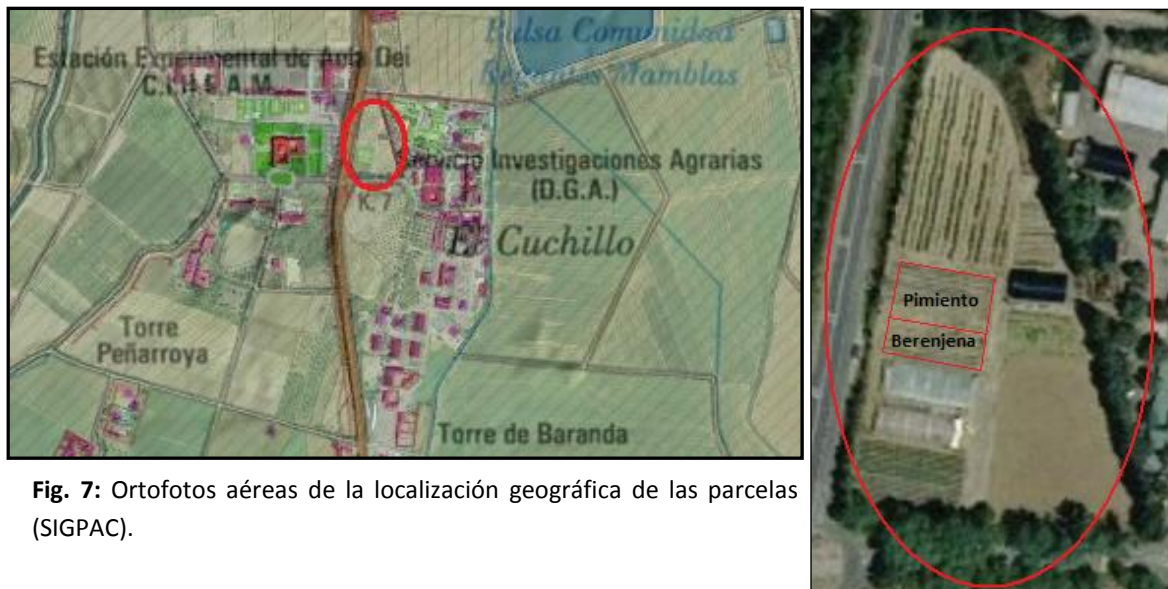 Balsa Comunidad
Regantes Mamblas
Estación Experimental de Aula Dei
C.I.H.E.A.M.
Servicio Investigaciones Agrarias
(D.G.A.)
K. 7
El Cuchillo
Torre
Peñarroya
Torre de Baranda
Pimiento
Berenjena
Fig. 7: Ortofotos aéreas de la localización geográfica de las parcelas
(SIGPAC).